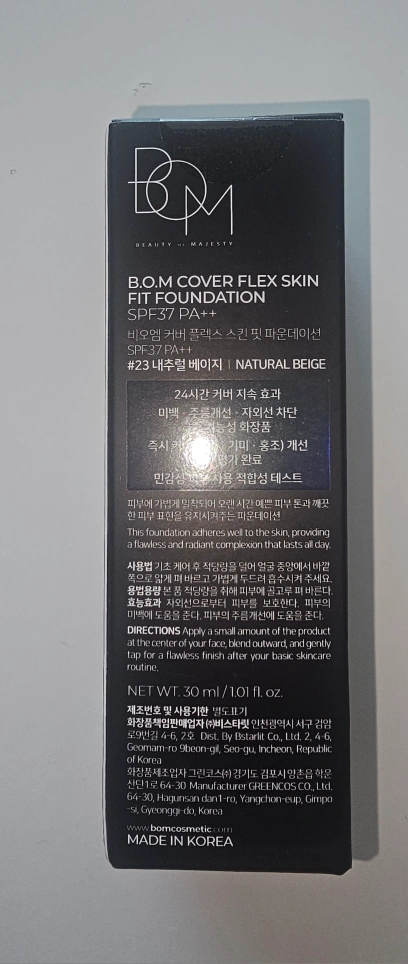 BOM
BEAUTY OF MAJESTY
B.O.M COVER FLEX SKIN
FIT FOUNDATION
SPF37 PA++
비오엠 커버 플렉스 스킨 핏 파운데이션
SPF37 PA++
#23 내추럴 베이지 | NATURAL BEIGE
24시간 커버 지속 효과
미백 · 주름개선 · 자외선 차단
기능성 화장품
즉시 기미 · 홍조) 개선
완료
사용 적합성 테스트
피부에 가볍게 밀착되어 오랜 시간 예쁜 피부 톤과 깨끗
한 피부 표현을 유지시켜주는 파운데이션
This foundation adheres well to the skin, providing
a flawless and radiant complexion that lasts all day.
사용법 기초 케어 후 적당량을 덜어 얼굴 중앙에서 바깥
쪽으로 얇게 펴 바르고 가볍게 두드려 흡수시켜 주세요.
용법용량 본 품 적당량을 취해 피부에 골고루 펴 바른다.
효능효과 자외선으로부터 피부를 보호한다. 피부의
미백에 도움을 준다. 피부의 주름개선에 도움을 준다.
DIRECTIONS Apply a small amount of the product
at the center of your face, blend outward, and gently
tap for a flawless finish after your basic skincare
routine.
NET WT. 30 ml / 1.01 fl. oz.
제조번호 및 사용기한 별도표기
화장품책임판매업자 ㈜비스타릿 인천광역시 서구 검암
로9번길 4-6, 2호 Dist. By Bstarlit Co., Ltd. 2, 4-6,
Geomam-ro 9beon-gil, Seo-gu, Incheon, Republic
of Korea
화장품제조업자 그린코스㈜ 경기도 김포시 양촌읍 학운
산단1로 64-30 Manufacturer GREENCOS CO., Ltd.
64-30, Hagunsan dan 1-ro, Yangchon-eup, Gimpo
-si, Gyeonggi-do, Korea
www.bomcosmetic.com
MADE IN KOREA